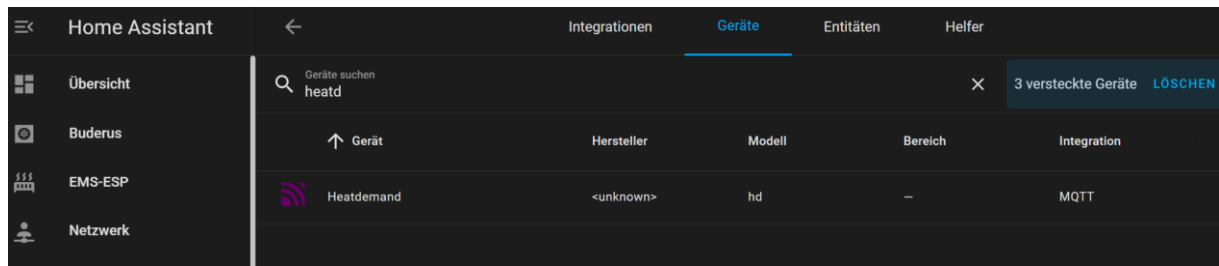 Home Assistant
Integrationen Geräte Entitäten Helfer
Übersicht
Buderus
EMS-ESP
Netzwerk
Geräte suchen
heatd
3 versteckte Geräte LÖSCHEN
Gerät Hersteller Modell Bereich Integration
Heatdemand <unknown> hd – MQTT